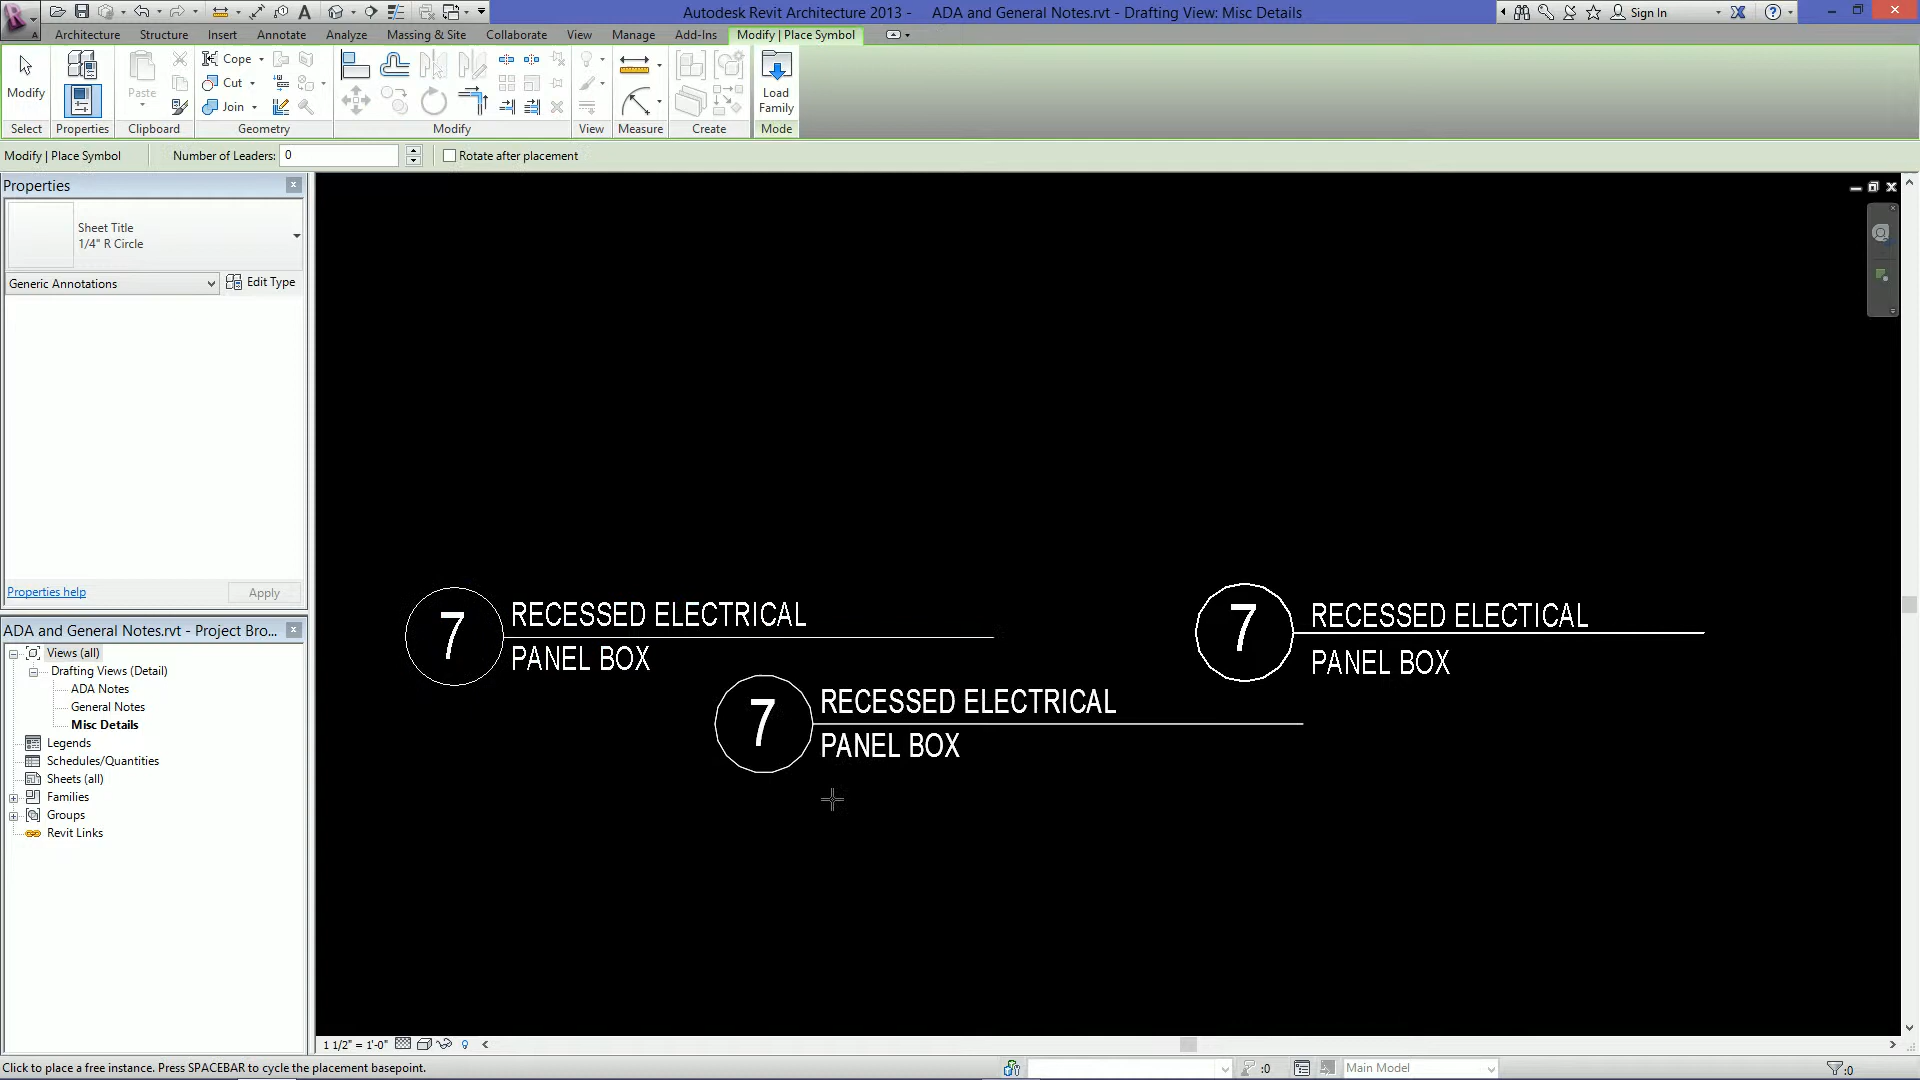 Autodesk Revit Architecture 2013 - ADA and General Notes.rvt - Drafting View: Misc Details
Sign In
Architecture Structure Insert Annotate Analyze Massing & Site Collaborate View Manage Add-Ins Modify | Place Symbol
Modify
Paste
Cope
Cut
Join
Load
Family
Select Properties Clipboard Geometry Modify View Measure Create Mode
Modify | Place Symbol Number of Leaders: 0 Rotate after placement
Properties
Sheet Title
1/4" R Circle
Generic Annotations Edit Type
Properties help Apply
ADA and General Notes.rvt - Project Bro...
Views (all)
Drafting Views (Detail)
ADA Notes
General Notes
Misc Details
Legends
Schedules/Quantities
Sheets (all)
Families
Groups
Revit Links
7 RECESSED ELECTRICAL
PANEL BOX
7 RECESSED ELECTRICAL
PANEL BOX
7 RECESSED ELECTICAL
PANEL BOX
1 1/2" = 1'-0"
Click to place a free instance. Press SPACEBAR to cycle the placement basepoint.
:0
Main Model
:0